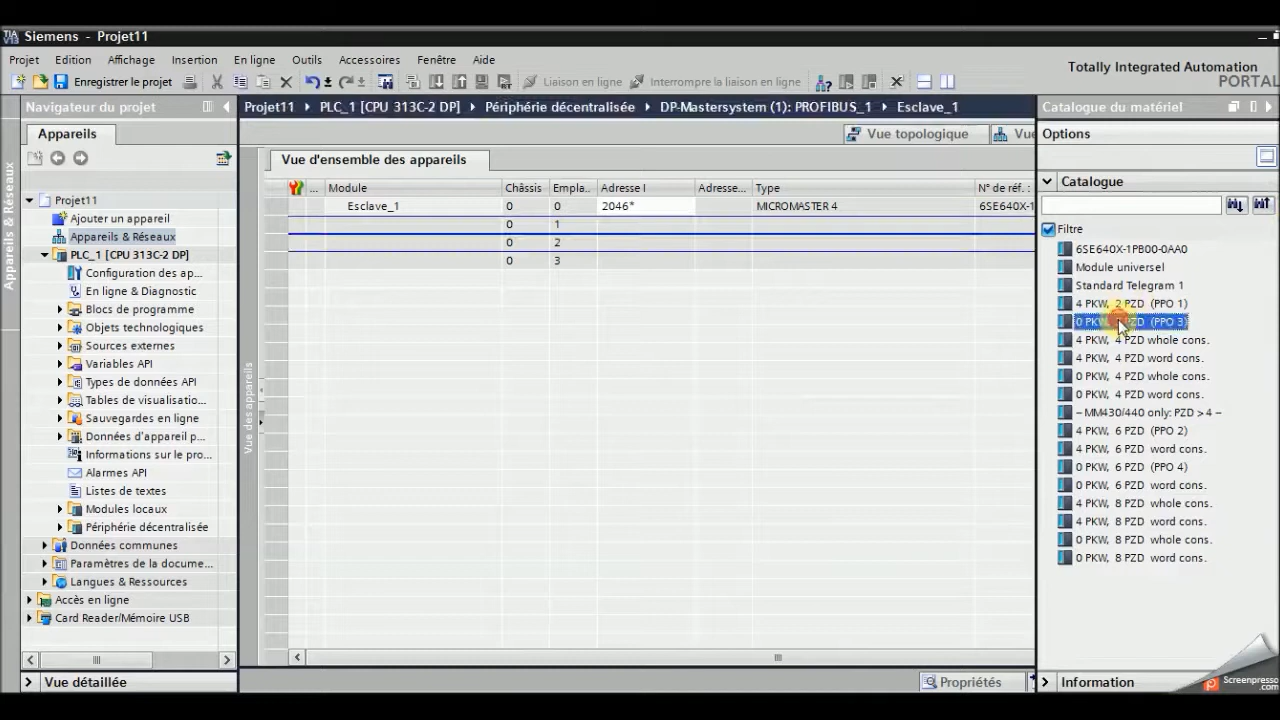 Siemens - Projet11
Projet Edition Affichage Insertion En ligne Outils Accessoires Fenêtre Aide
Totally Integrated Automation
PORTAL
Enregistrer le projet Liaison en ligne Interrompre la liaison en ligne
Navigateur du projet
Projet11 PLC_1 [CPU 313C-2 DP] Périphérie décentralisée DP-Mastersystem (1): PROFIBUS_1 Esclave_1
Catalogue du matériel
Appareils
Vue topologique Vue
Options
Vue d'ensemble des appareils
Catalogue
... Module Châssis Empla.. Adresse I Adresse... Type N° de réf. :
Esclave_1 0 0 2046* MICROMASTER 4 6SE640X-1
0 1
0 2
0 3
Appareils & Réseaux
Vue des appareils
Projet11
Ajouter un appareil
Appareils & Réseaux
PLC_1 [CPU 313C-2 DP]
Configuration des ap...
En ligne & Diagnostic
Blocs de programme
Objets technologiques
Sources externes
Variables API
Types de données API
Tables de visualisatio...
Sauvegardes en ligne
Données d'appareil p...
Informations sur le pro...
Alarmes API
Listes de textes
Modules locaux
Périphérie décentralisée
Données communes
Paramètres de la docume...
Langues & Ressources
Accès en ligne
Card Reader/Mémoire USB
Vue détaillée
Propriétés
Filtre
6SE640X-1PB00-0AA0
Module universel
Standard Telegram 1
4 PKW, 2 PZD (PPO 1)
0 PKW, PZD (PPO 3)
4 PKW, 4 PZD whole cons.
4 PKW, 4 PZD word cons.
0 PKW, 4 PZD whole cons.
0 PKW, 4 PZD word cons.
-- MM430/440 only: PZD > 4 --
4 PKW, 6 PZD (PPO 2)
4 PKW, 6 PZD word cons.
0 PKW, 6 PZD (PPO 4)
0 PKW, 6 PZD word cons.
4 PKW, 8 PZD whole cons.
4 PKW, 8 PZD word cons.
0 PKW, 8 PZD whole cons.
0 PKW, 8 PZD word cons.
Information
Screenpresso
.com